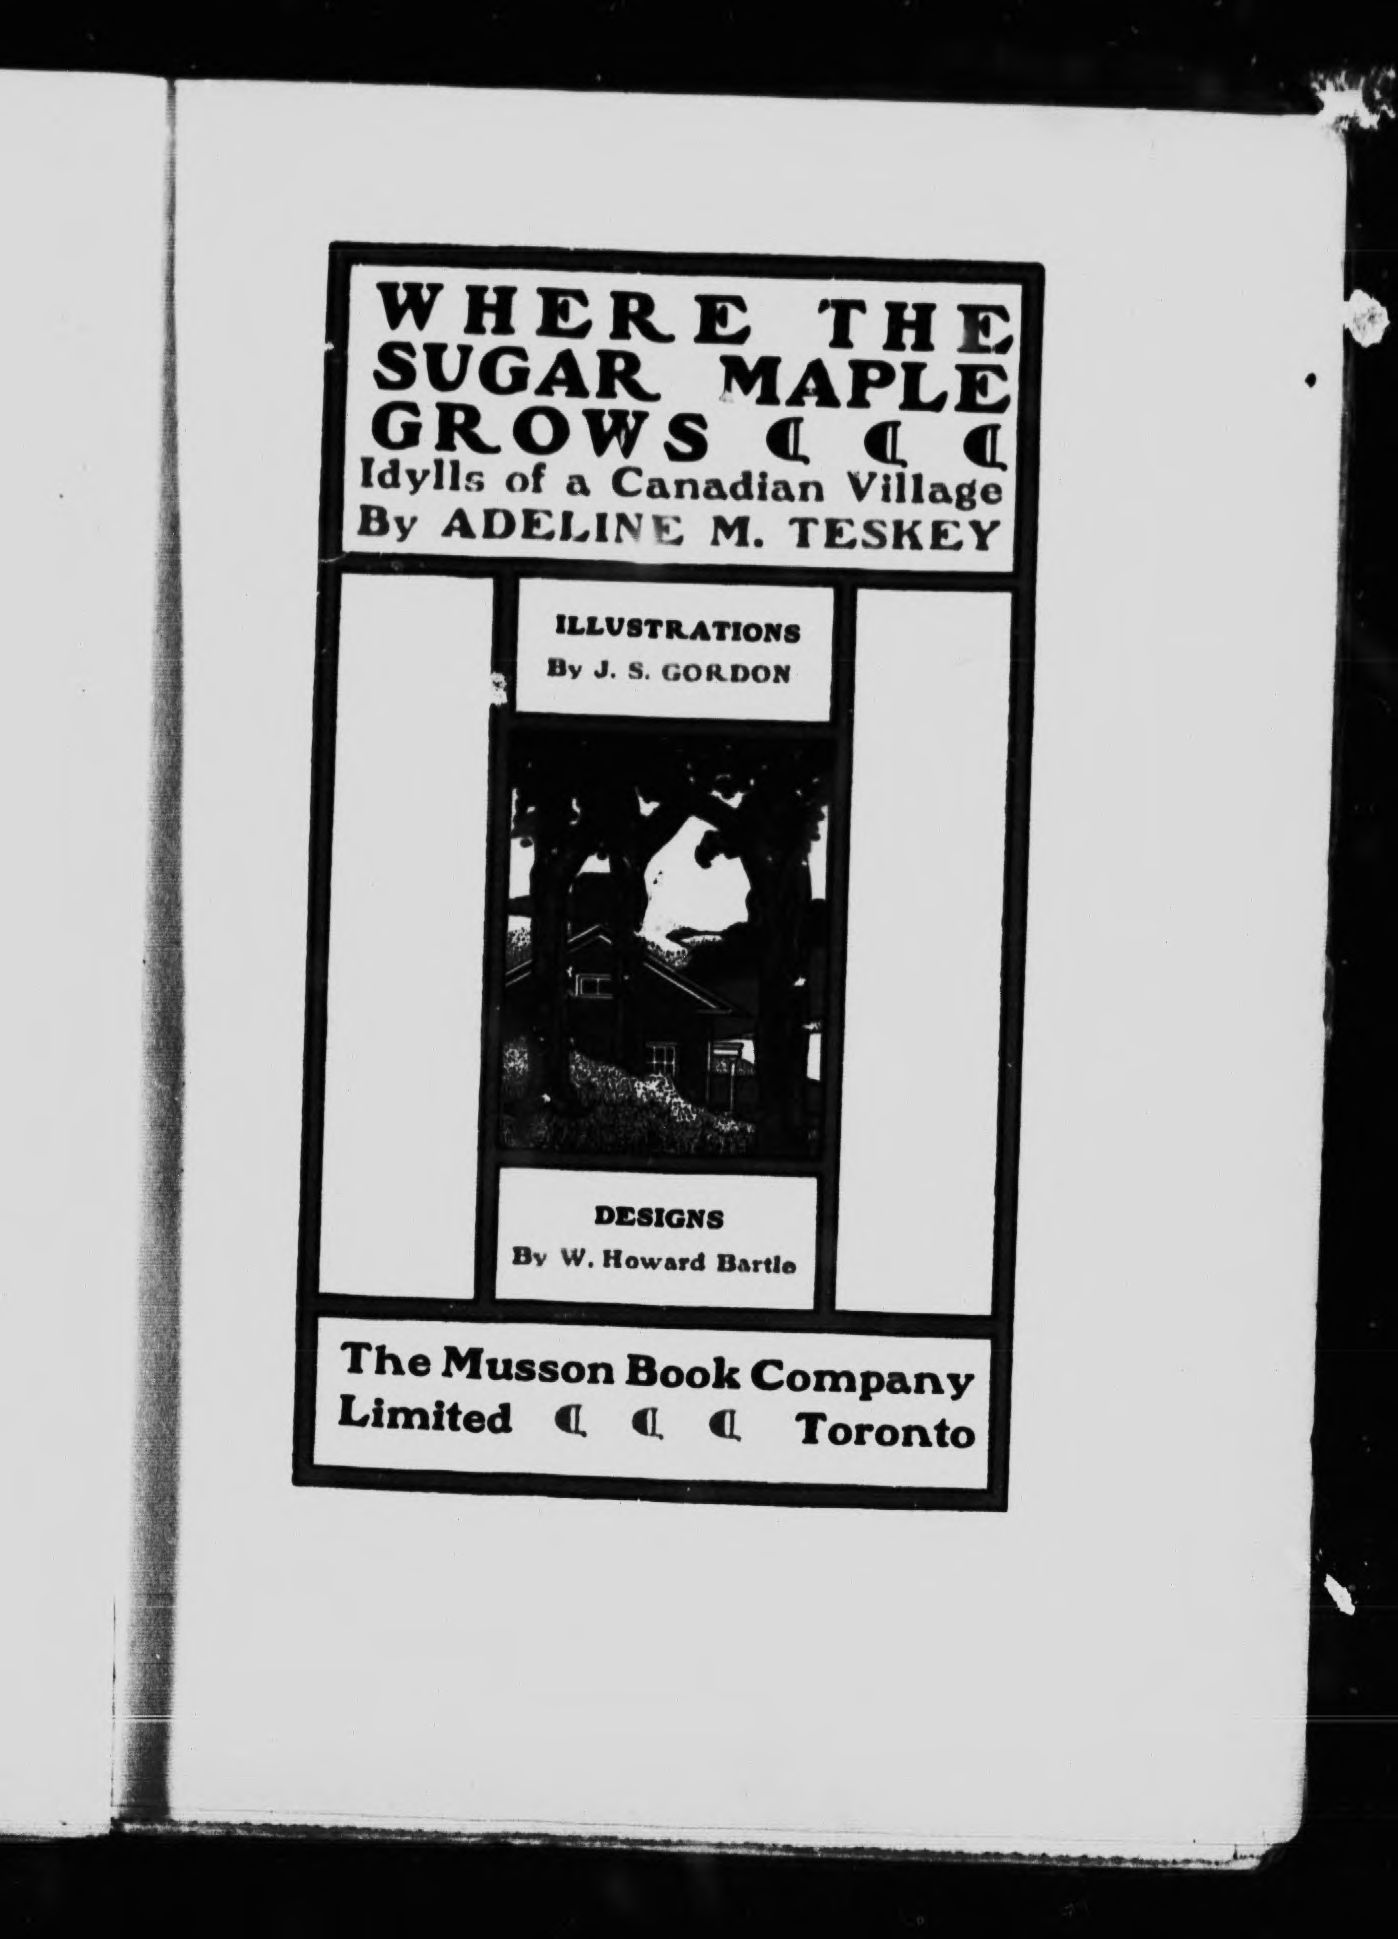 WHERE THE
SUGAR MAPLE
GROWS ⁋ ⁋ ⁋
Idylls of a Canadian Village
By ADELINE M. TESKEY
ILLUSTRATIONS
By J. S. GORDON
DESIGNS
By W. Howard Bartle
The Musson Book Company
Limited ⁋ ⁋ ⁋ Toronto